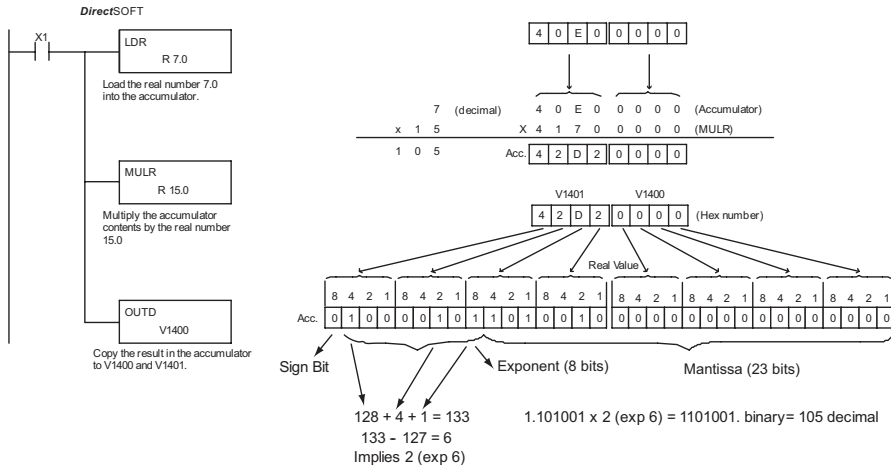 DirectSOFT
X1
LDR
R 7.0
Load the real number 7.0
into the accumulator.
MULR
R 15.0
Multiply the accumulator
contents by the real number
15.0
OUTD
V1400
Copy the result in the accumulator
to V1400 and V1401.
4 0 E 0 0 0 0 0
7 (decimal) 4 0 E 0 0 0 0 0 (Accumulator)
x 1 5 X 4 1 7 0 0 0 0 0 (MULR)
1 0 5 Acc. 4 2 D 2 0 0 0 0
V1401 V1400
4 2 D 2 0 0 0 0 (Hex number)
Real Value
8 4 2 1 8 4 2 1 8 4 2 1 8 4 2 1 8 4 2 1 8 4 2 1 8 4 2 1 8 4 2 1
Acc. 0 1 0 0 0 0 1 0 1 1 0 1 0 0 1 0 0 0 0 0 0 0 0 0 0 0 0 0 0 0 0 0
Sign Bit Exponent (8 bits) Mantissa (23 bits)
128 + 4 + 1 = 133 1.101001 x 2 (exp 6) = 1101001. binary= 105 decimal
133 - 127 = 6
Implies 2 (exp 6)